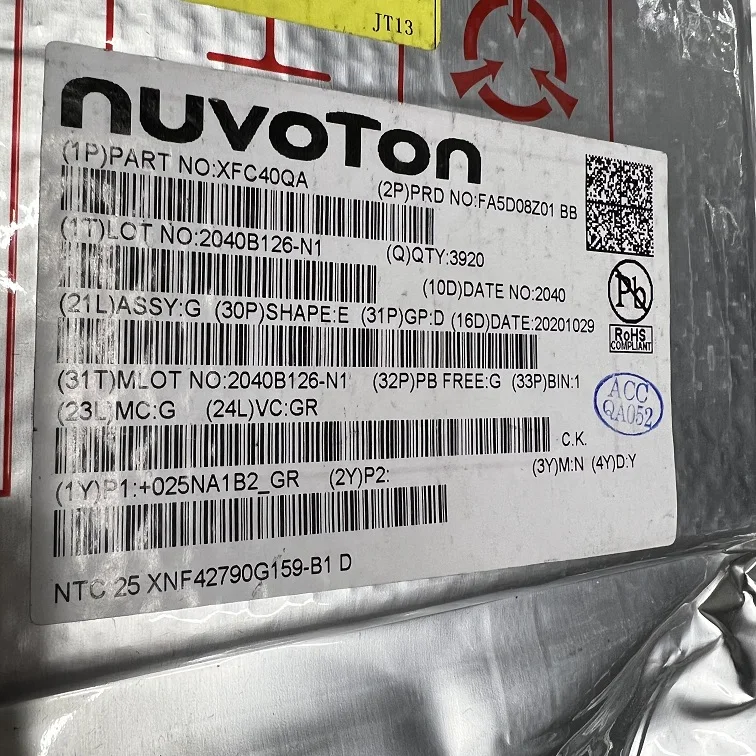 JT13
nuvoTon
(1P)PART NO:XFC40QA (2P)PRD NO:FA5D08Z01 BB
(1T)LOT NO:2040B126-N1 (Q)QTY:3920
(10D)DATE NO:2040
(21L)ASSY:G (30P)SHAPE:E (31P)GP:D (16D)DATE:20201029
Pb
RoHS
COMPLIANT
(31T)MLOT NO:2040B126-N1 (32P)PB FREE:G (33P)BIN:1
(23L)MC:G (24L)VC:GR
ACC
QA052
C.K.
(1Y)P1:+025NA1B2_GR (2Y)P2: (3Y)M:N (4Y)D:Y
NTC 25 XNF42790G159-B1 D